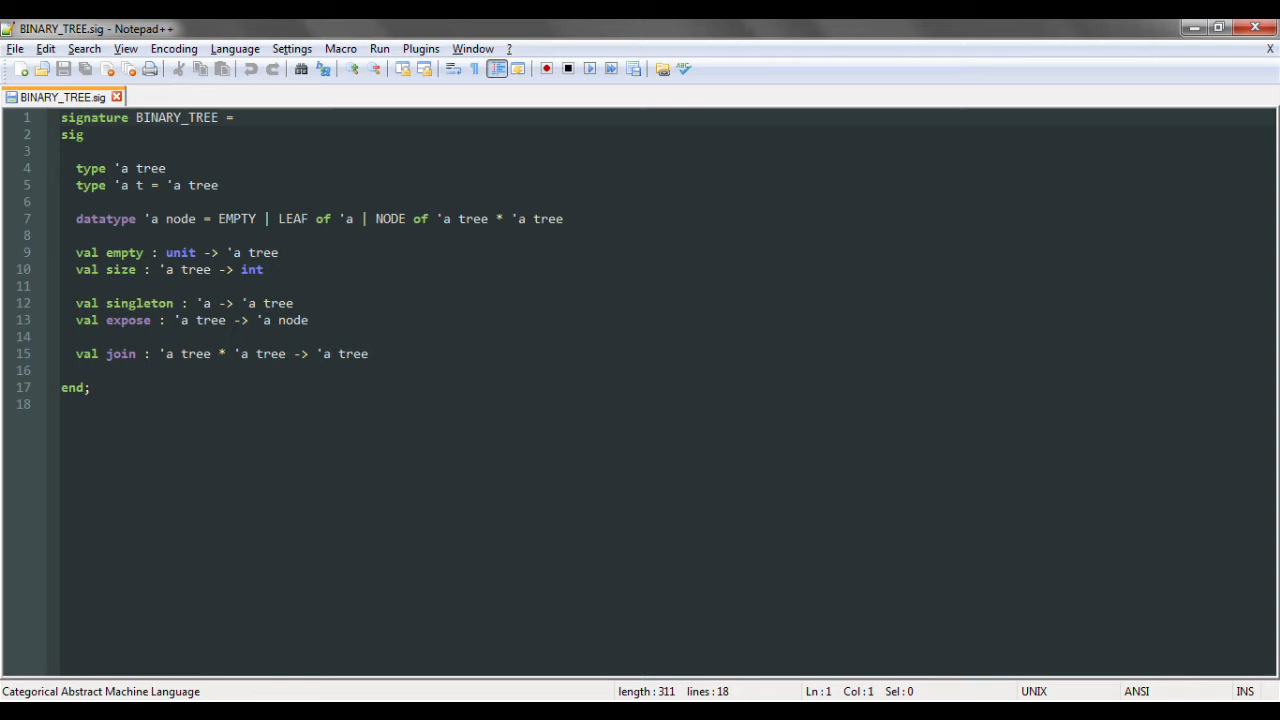 BINARY_TREE.sig - Notepad++
File Edit Search View Encoding Language Settings Macro Run Plugins Window ? X
BINARY_TREE.sig
1 signature BINARY_TREE =
2 sig
3
4 type 'a tree
5 type 'a t = 'a tree
6
7 datatype 'a node = EMPTY | LEAF of 'a | NODE of 'a tree * 'a tree
8
9 val empty : unit -> 'a tree
10 val size : 'a tree -> int
11
12 val singleton : 'a -> 'a tree
13 val expose : 'a tree -> 'a node
14
15 val join : 'a tree * 'a tree -> 'a tree
16
17 end;
18
Categorical Abstract Machine Language length : 311 lines : 18 Ln : 1 Col : 1 Sel : 0 UNIX ANSI INS